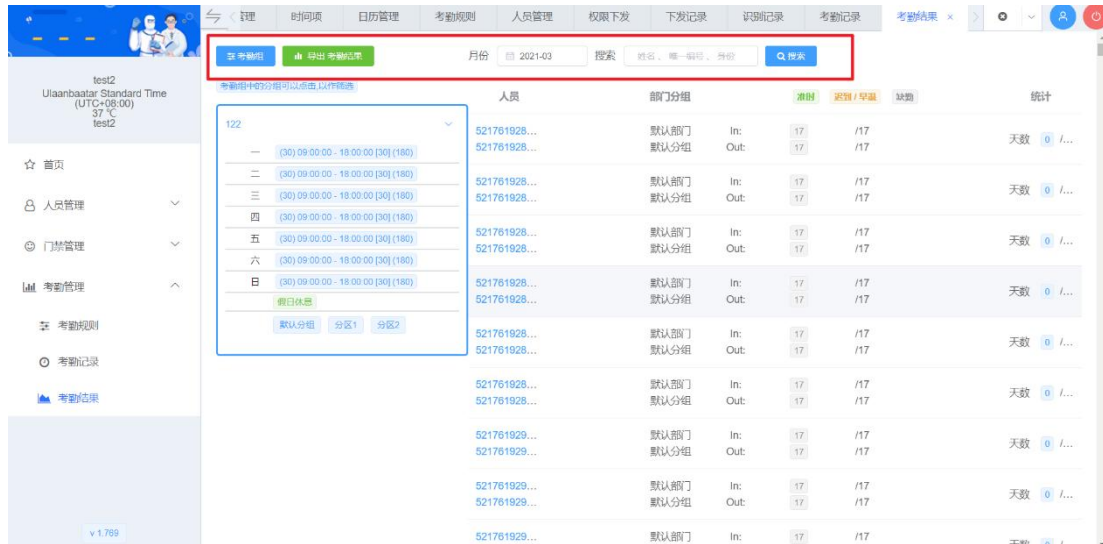 管理 时间项 日历管理 考勤规则 人员管理 权限下发 下发记录 识别记录 考勤记录 考勤结果 ×
考勤组 导出 考勤结果 月份 2021-03 搜索 姓名、唯一编号、身份 搜索
test2
Ulaanbaatar Standard Time
(UTC+08:00)
37 ℃
test2
首页
人员管理
门禁管理
考勤管理
考勤规则
考勤记录
考勤结果
v 1.769
考勤组中的分组可以点击,以作筛选
122
一 (30) 09:00:00 - 18:00:00 [30] (180)
二 (30) 09:00:00 - 18:00:00 [30] (180)
三 (30) 09:00:00 - 18:00:00 [30] (180)
四 (30) 09:00:00 - 18:00:00 [30] (180)
五 (30) 09:00:00 - 18:00:00 [30] (180)
六 (30) 09:00:00 - 18:00:00 [30] (180)
日 (30) 09:00:00 - 18:00:00 [30] (180)
假日休息
默认分组 分区1 分区2
人员 部门分组 准时 迟到 / 早退 缺勤 统计
521761928... 默认部门 In: 17 /17
521761928... 默认分组 Out: 17 /17
天数 0 /...
521761928... 默认部门 In: 17 /17
521761928... 默认分组 Out: 17 /17
天数 0 /...
521761928... 默认部门 In: 17 /17
521761928... 默认分组 Out: 17 /17
天数 0 /...
521761928... 默认部门 In: 17 /17
521761928... 默认分组 Out: 17 /17
天数 0 /...
521761928... 默认部门 In: 17 /17
521761928... 默认分组 Out: 17 /17
天数 0 /...
521761928... 默认部门 In: 17 /17
521761928... 默认分组 Out: 17 /17
天数 0 /...
521761929... 默认部门 In: 17 /17
521761929... 默认分组 Out: 17 /17
天数 0 /...
521761929... 默认部门 In: 17 /17
521761929... 默认分组 Out: 17 /17
天数 0 /...
521761929... 默认部门 In: 17 /17
天数 0 /